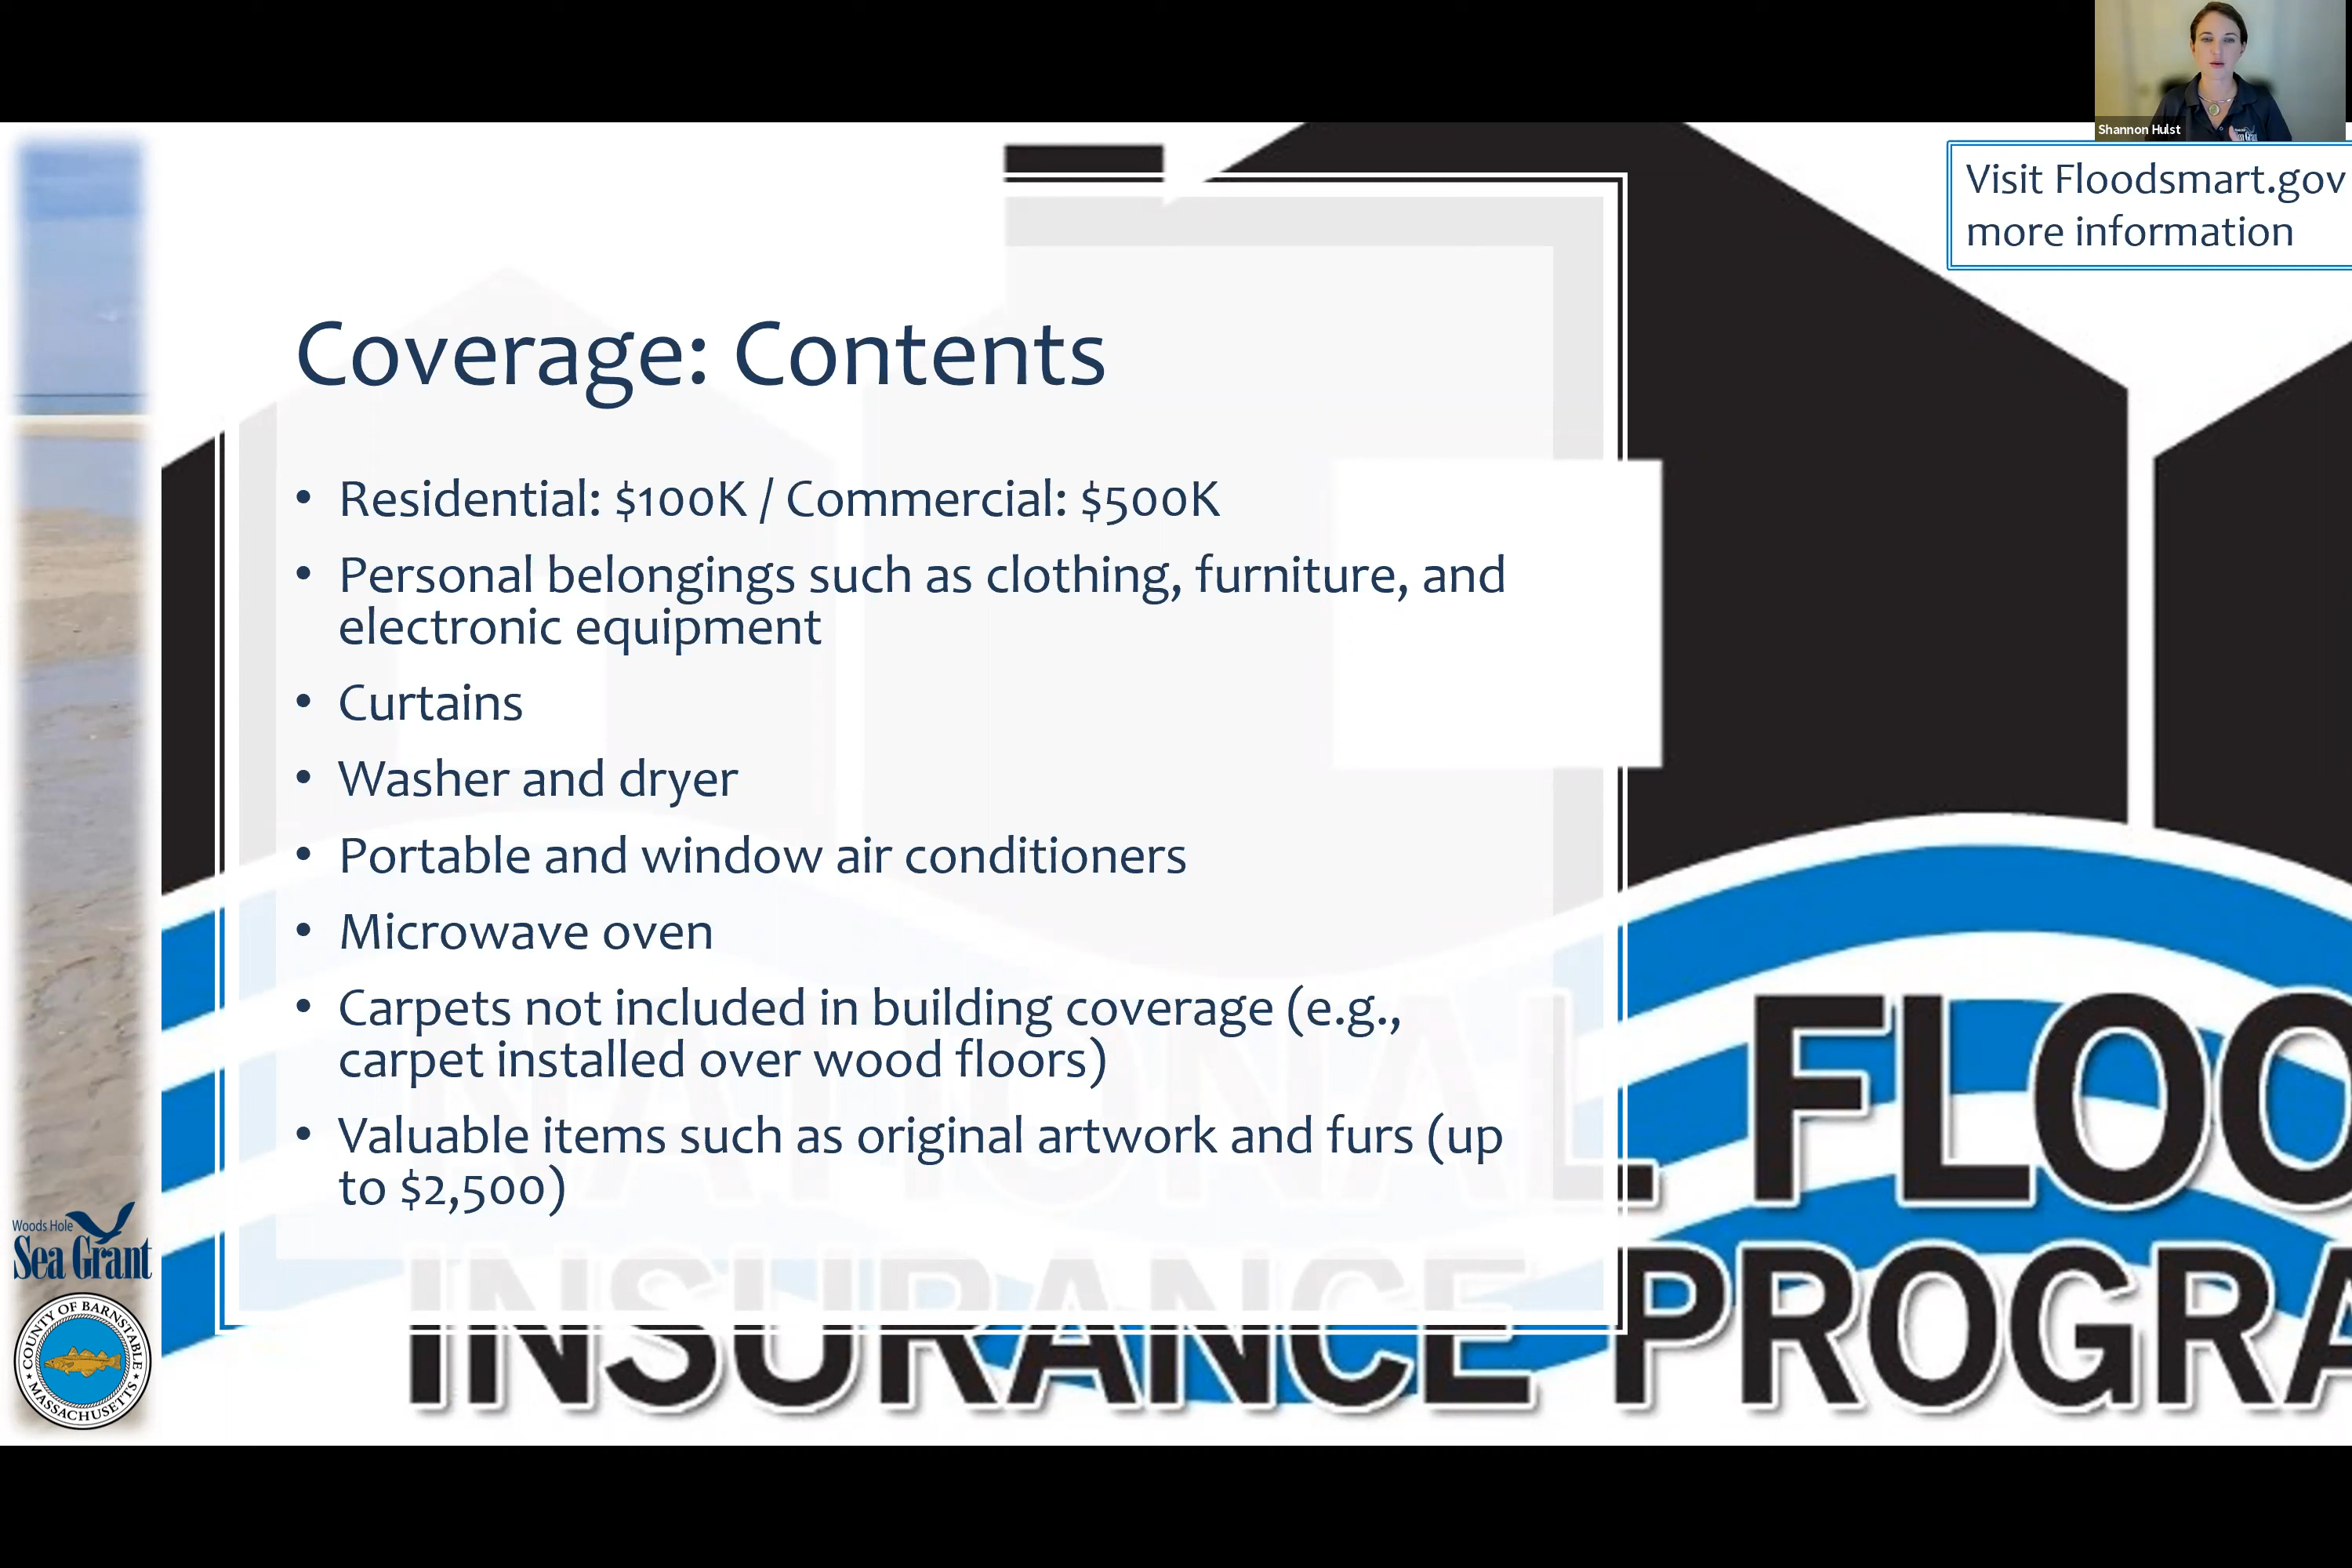 Shannon Hulst
Visit Floodsmart.gov
more information
Coverage: Contents
• Residential: $100K / Commercial: $500K
• Personal belongings such as clothing, furniture, and
electronic equipment
• Curtains
• Washer and dryer
• Portable and window air conditioners
• Microwave oven
• Carpets not included in building coverage (e.g.,
carpet installed over wood floors)
• Valuable items such as original artwork and furs (up
to $2,500)
NATIONAL FLOO
INSURANCE PROGRA
Woods Hole
Sea Grant
COUNTY OF BARNSTABLE
MASSACHUSETTS